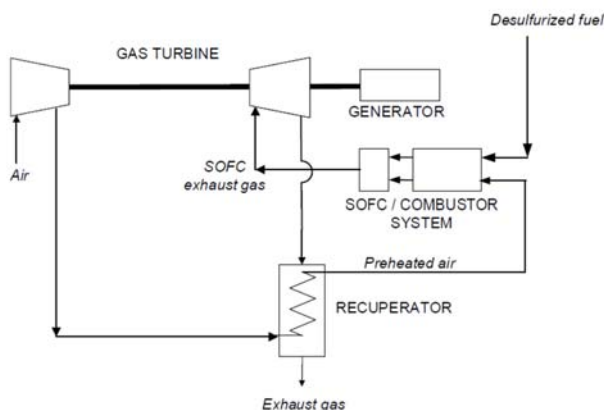 Desulfurized fuel
GAS TURBINE
GENERATOR
Air
SOFC
exhaust gas
SOFC / COMBUSTOR
SYSTEM
Preheated air
RECUPERATOR
Exhaust gas